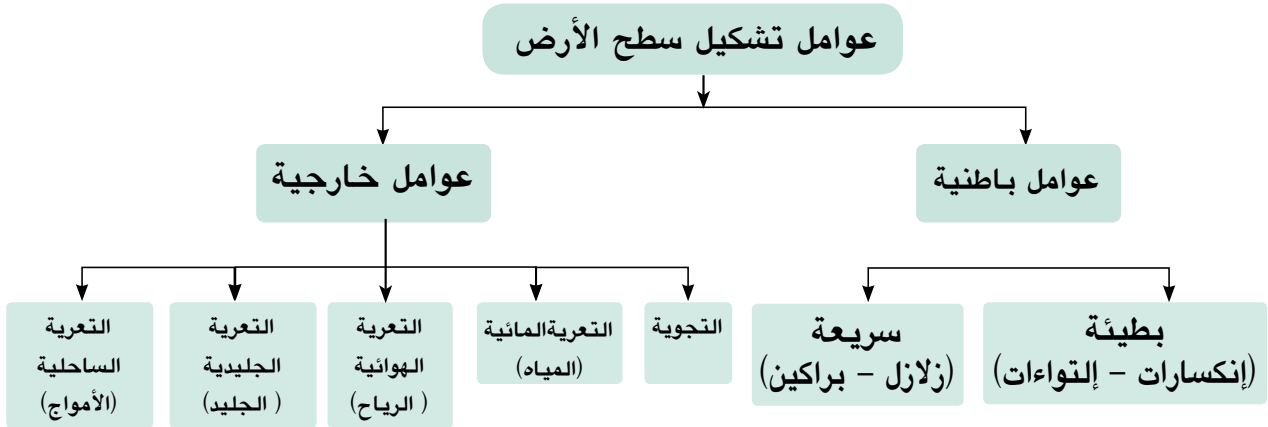 عوامل تشكيل سطح الأرض
عوامل باطنية
عوامل خارجية
بطيئة
(إنكسارات - إلتواءات)
سريعة
(زلازل - براكين)
التجوية
التعريةالمائية
(المياه)
التعرية
الهوائية
( الرياح)
التعرية
الجليدية
( الجليد)
التعرية
الساحلية
(الأمواج)